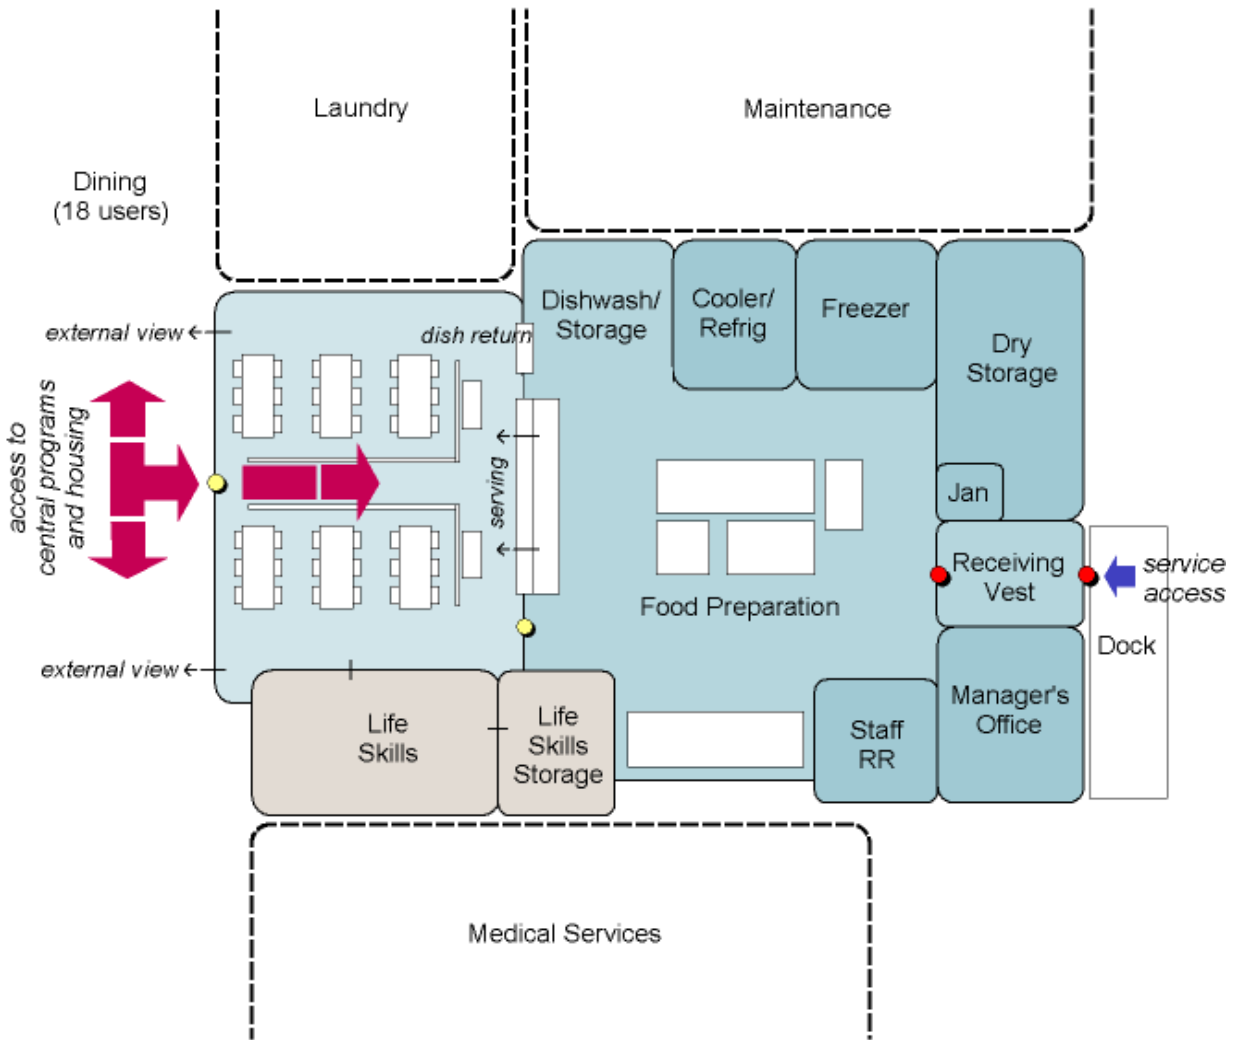 Laundry
Maintenance
Dining
(18 users)
external view
dish return
Dishwash/
Storage
Cooler/
Refrig
Freezer
Dry
Storage
access to
central programs
and housing
serving
Jan
Receiving
Vest
service
access
Food Preparation
Dock
external view
Life
Skills
Life
Skills
Storage
Staff
RR
Manager's
Office
Medical Services